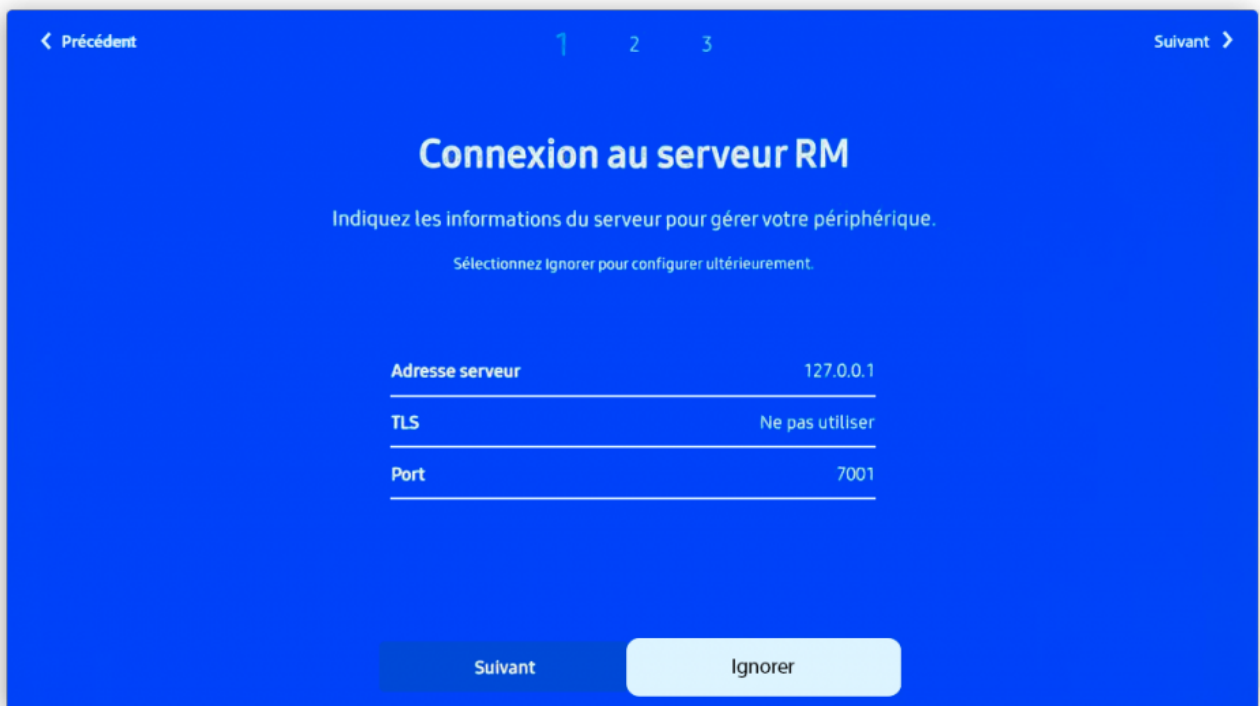 Précédent
1 2 3
Suivant
Connexion au serveur RM
Indiquez les informations du serveur pour gérer votre périphérique.
Sélectionnez Ignorer pour configurer ultérieurement.
Adresse serveur 127.0.0.1
TLS Ne pas utiliser
Port 7001
Suivant Ignorer